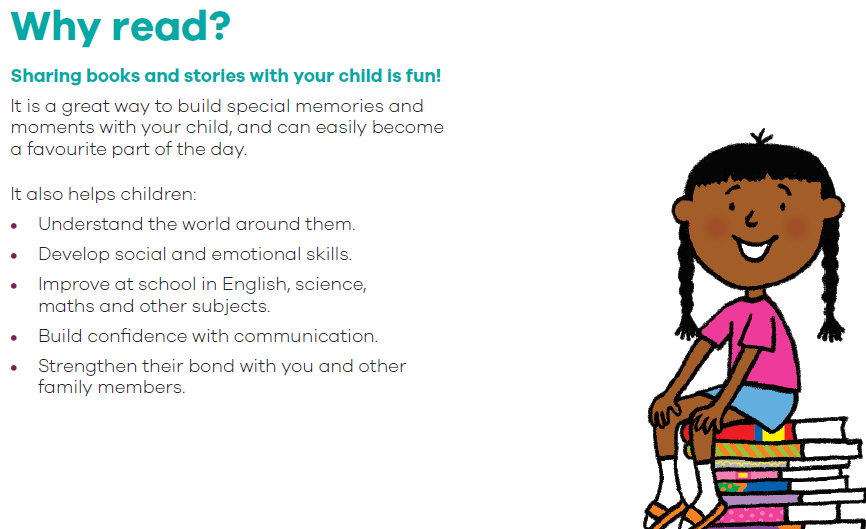 Why read?
Sharing books and stories with your child is fun!
It is a great way to build special memories and
moments with your child, and can easily become
a favourite part of the day.
It also helps children:
• Understand the world around them.
• Develop social and emotional skills.
• Improve at school in English, science,
maths and other subjects.
• Build confidence with communication.
• Strengthen their bond with you and other
family members.